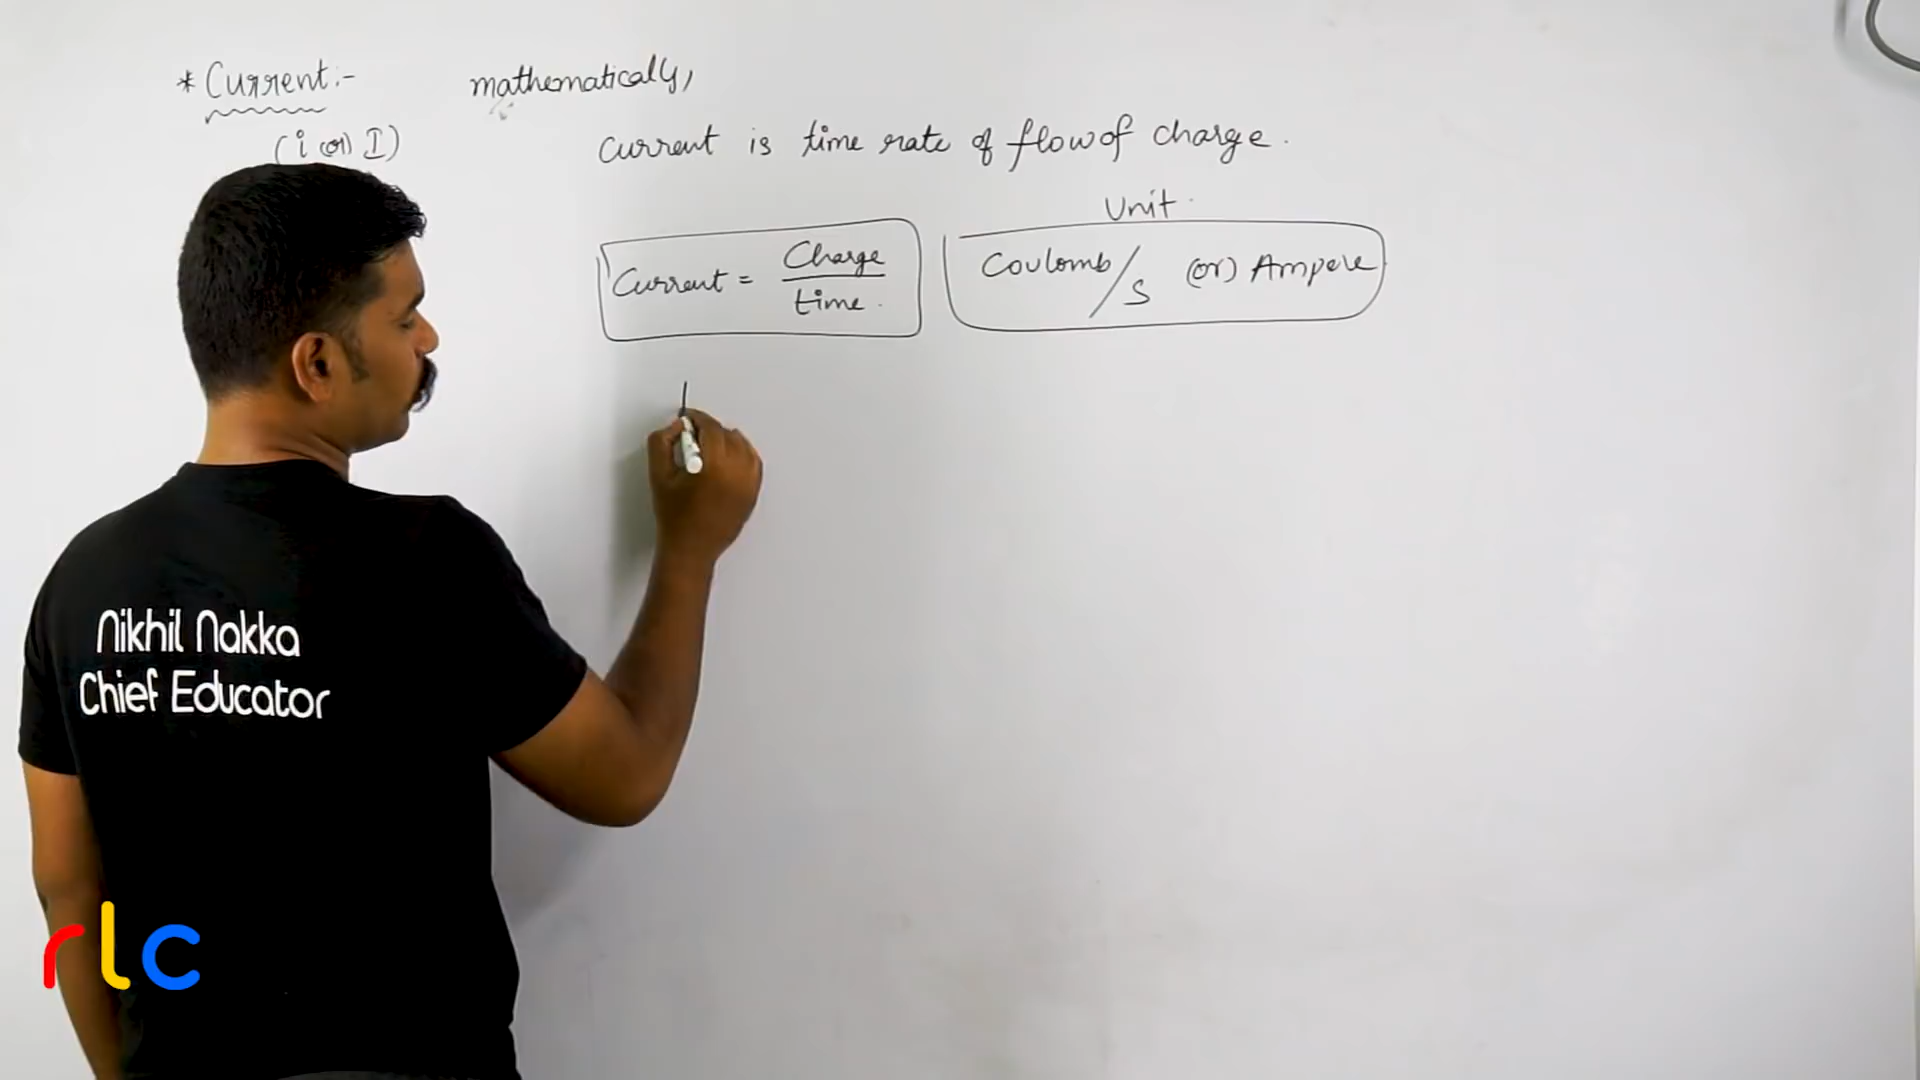 * Current:-
(i (or) I)
mathematically,
Current is time rate of flow of charge.
Unit.
Current = Charge/time.
Coulomb/s (or) Ampere
Nikhil Nakka
Chief Educator
rlc